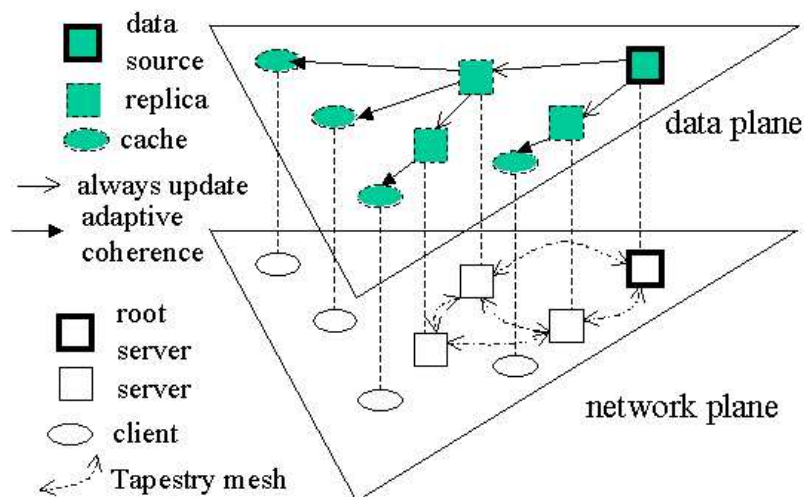 data
source
replica
cache
always update
adaptive
coherence
data plane
root
server
server
client
Tapestry mesh
network plane